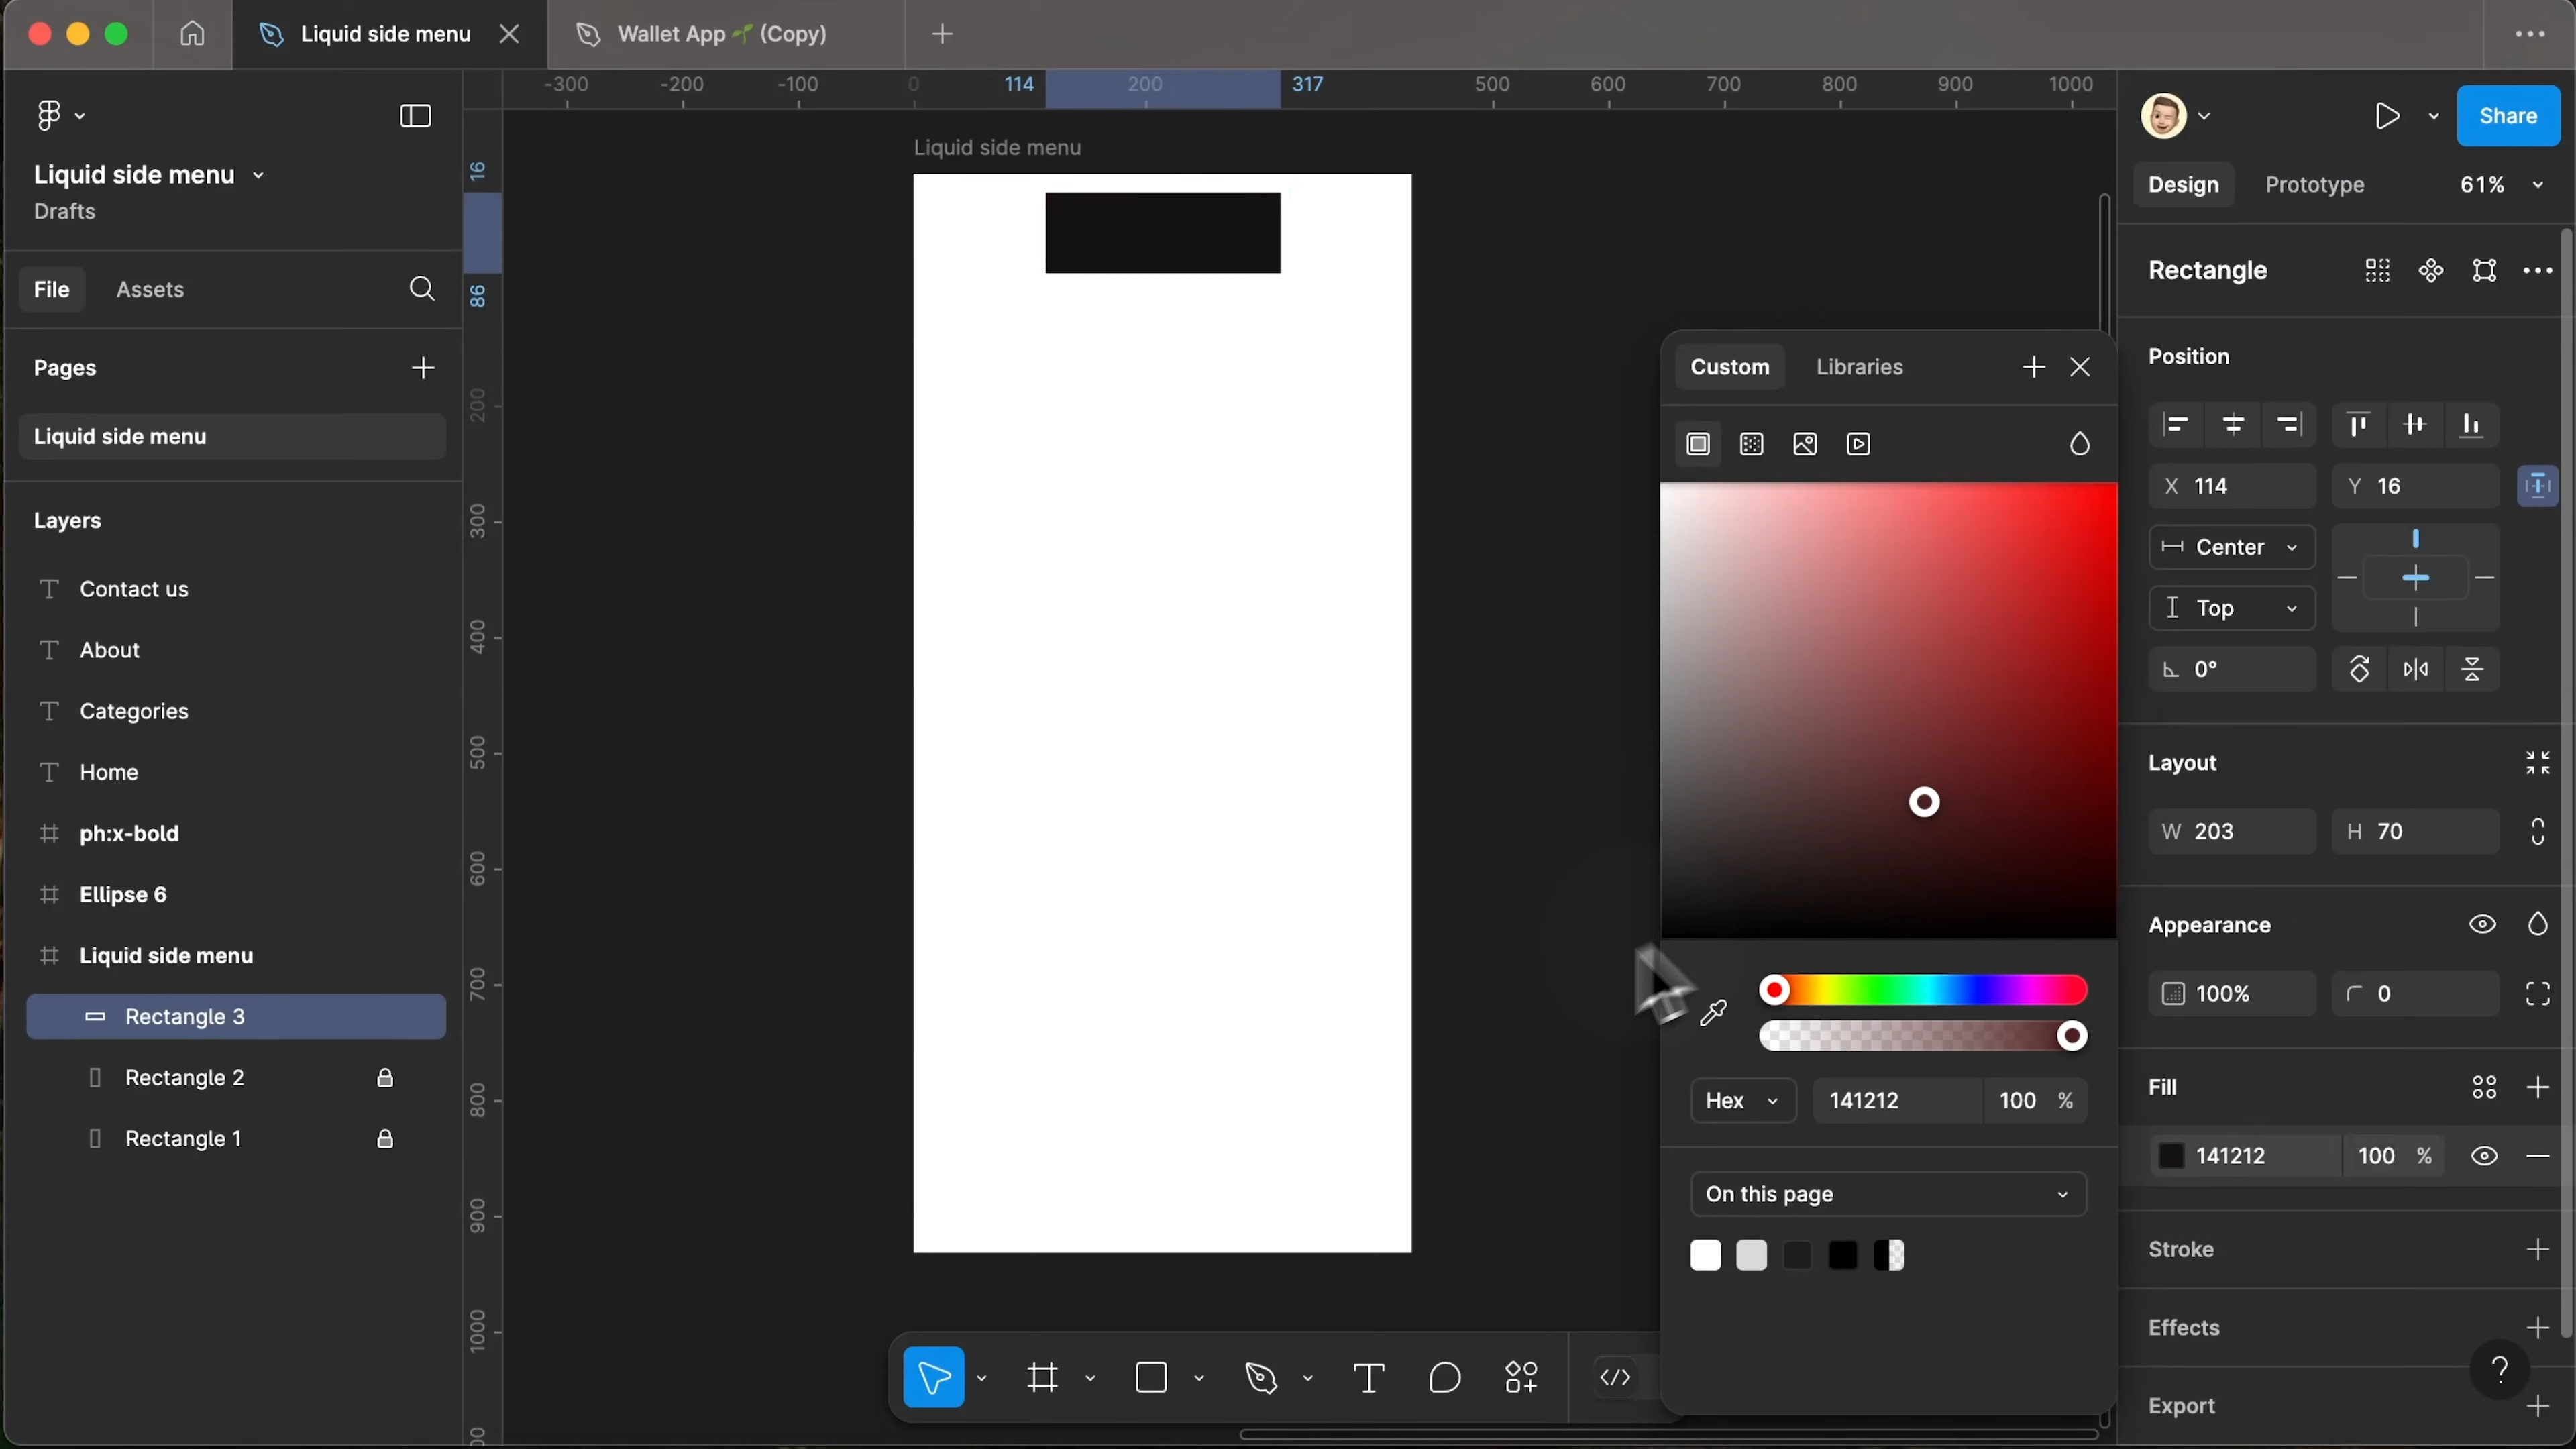 Liquid side menu
Wallet App 🌱 (Copy)
-300 -200 -100 0 114 200 317 500 600 700 800 900 1000
Share
Liquid side menu
Drafts
Design Prototype 61%
Liquid side menu
16
86
200
300
400
500
600
700
800
900
1000
File Assets
Pages
Liquid side menu
Layers
Contact us
About
Categories
Home
ph:x-bold
Ellipse 6
Liquid side menu
Rectangle 3
Rectangle 2
Rectangle 1
Custom Libraries
Hex 141212 100 %
On this page
Rectangle
Position
X 114 Y 16
Center
Top
0°
Layout
W 203 H 70
Appearance
100% 0
Fill
141212 100 %
Stroke
Effects
?
Export